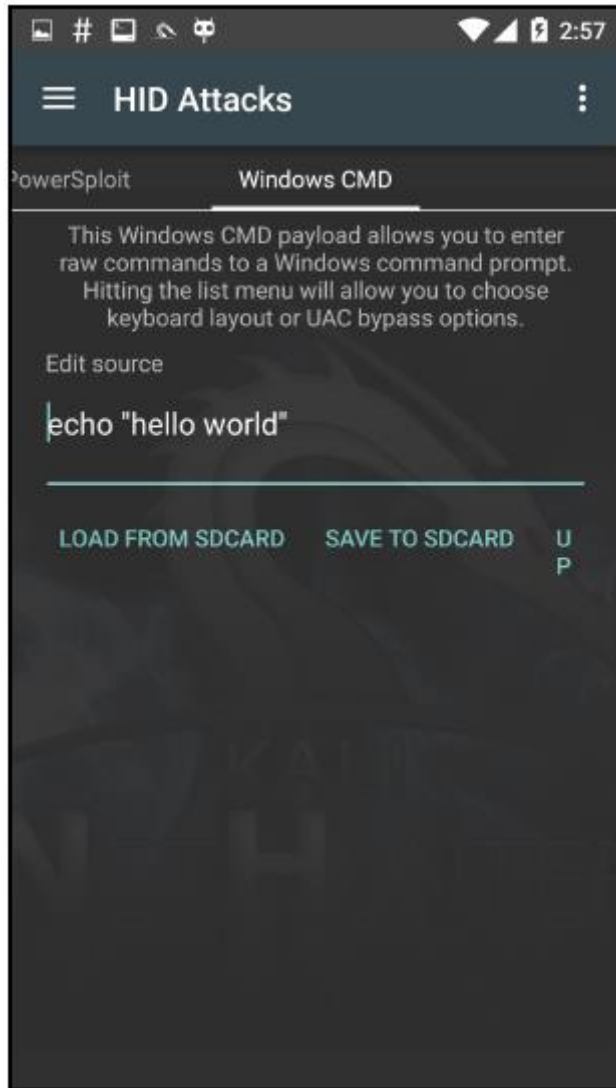 2:57
HID Attacks
PowerSploit
Windows CMD
This Windows CMD payload allows you to enter
raw commands to a Windows command prompt.
Hitting the list menu will allow you to choose
keyboard layout or UAC bypass options.
Edit source
echo "hello world"
LOAD FROM SDCARD
SAVE TO SDCARD
U
P
KALI
N H